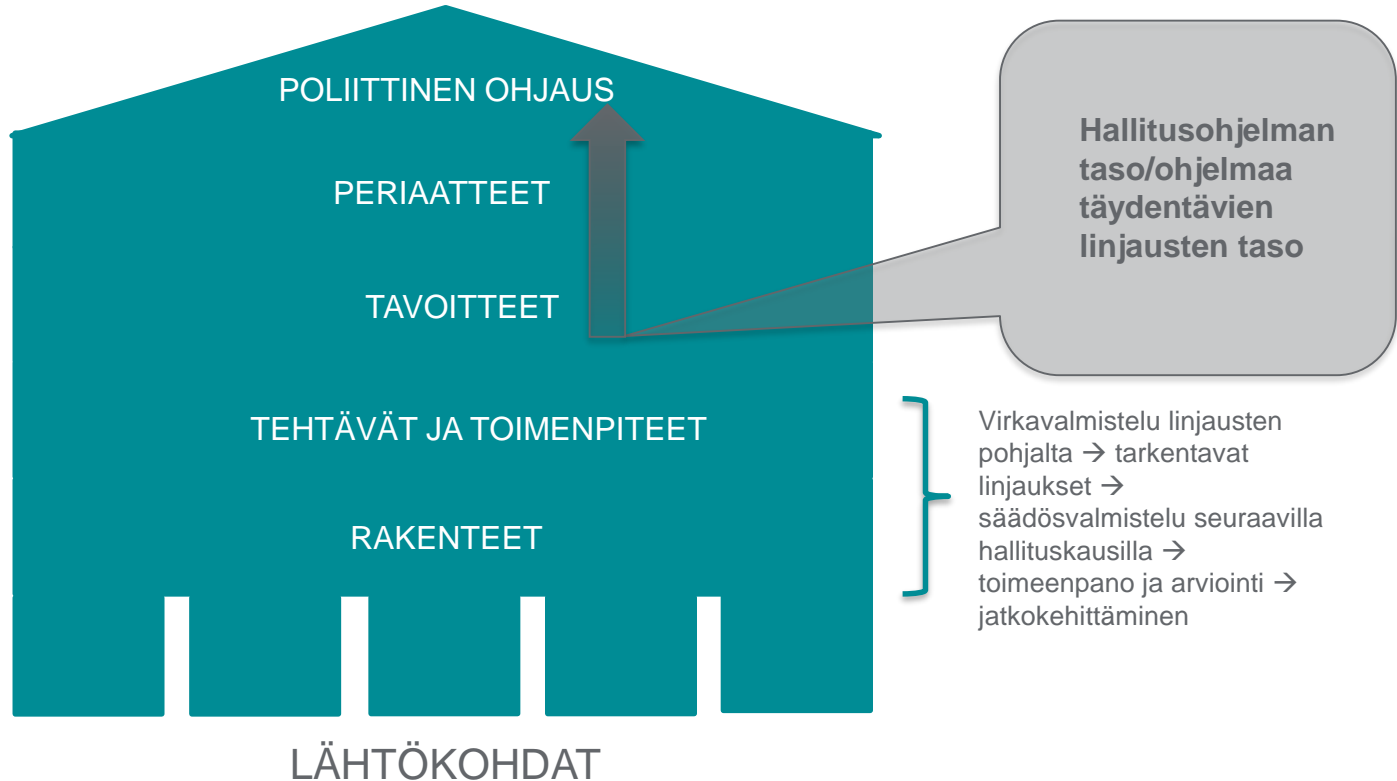 POLIITTINEN OHJAUS
PERIAATTEET
TAVOITTEET
TEHTÄVÄT JA TOIMENPITEET
RAKENTEET
LÄHTÖKOHDAT
Hallitusohjelman
taso/ohjelmaa
täydentävien
linjausten taso
Virkavalmistelu linjausten
pohjalta → tarkentavat
linjaukset →
säädösvalmistelu seuraavilla
hallituskausilla →
toimeenpano ja arviointi →
jatkokehittäminen